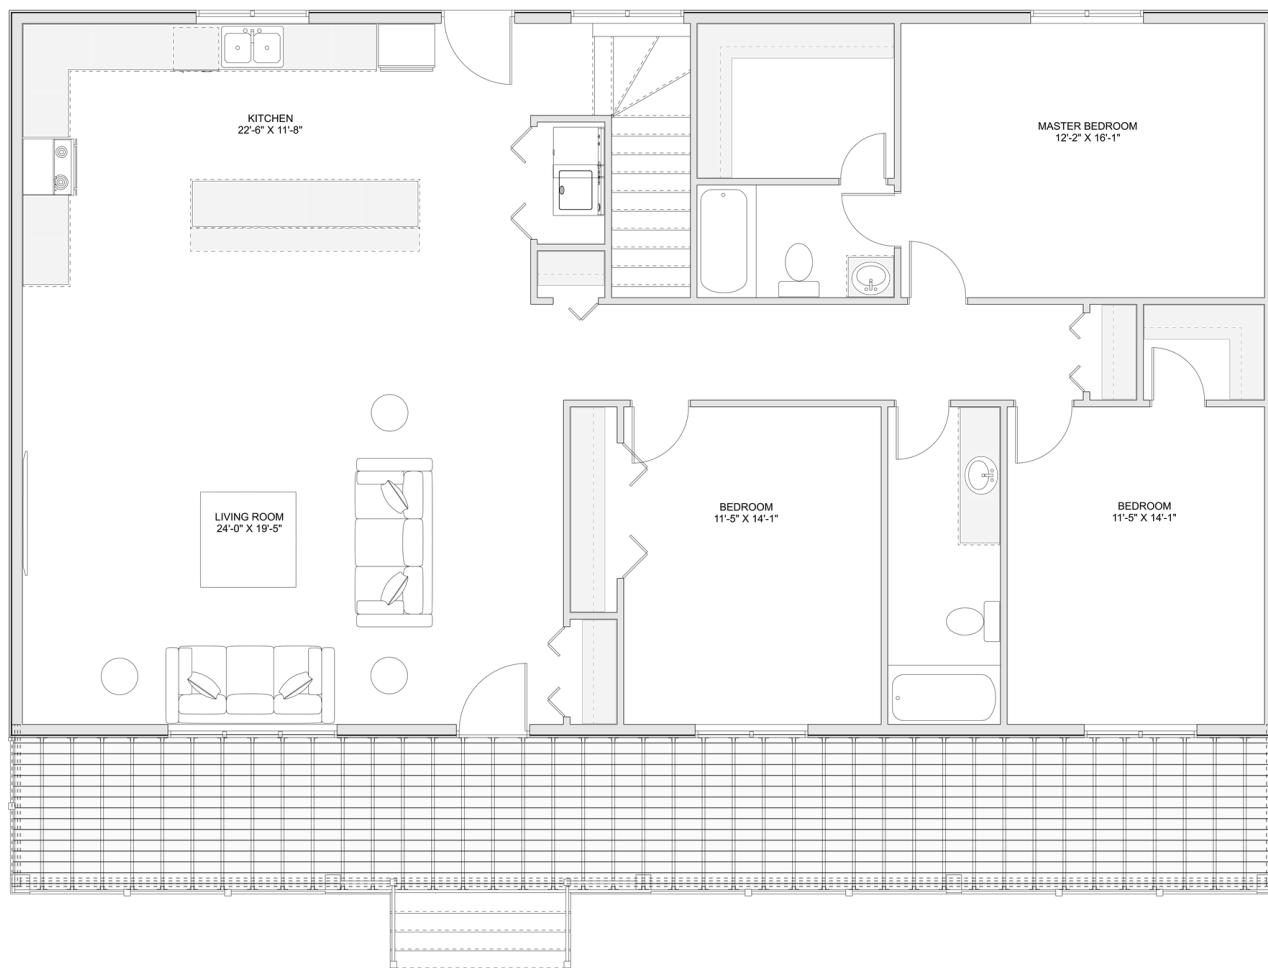 KITCHEN
22'-6" X 11'-8"
MASTER BEDROOM
12'-2" X 16'-1"
LIVING ROOM
24'-0" X 19'-5"
BEDROOM
11'-5" X 14'-1"
BEDROOM
11'-5" X 14'-1"